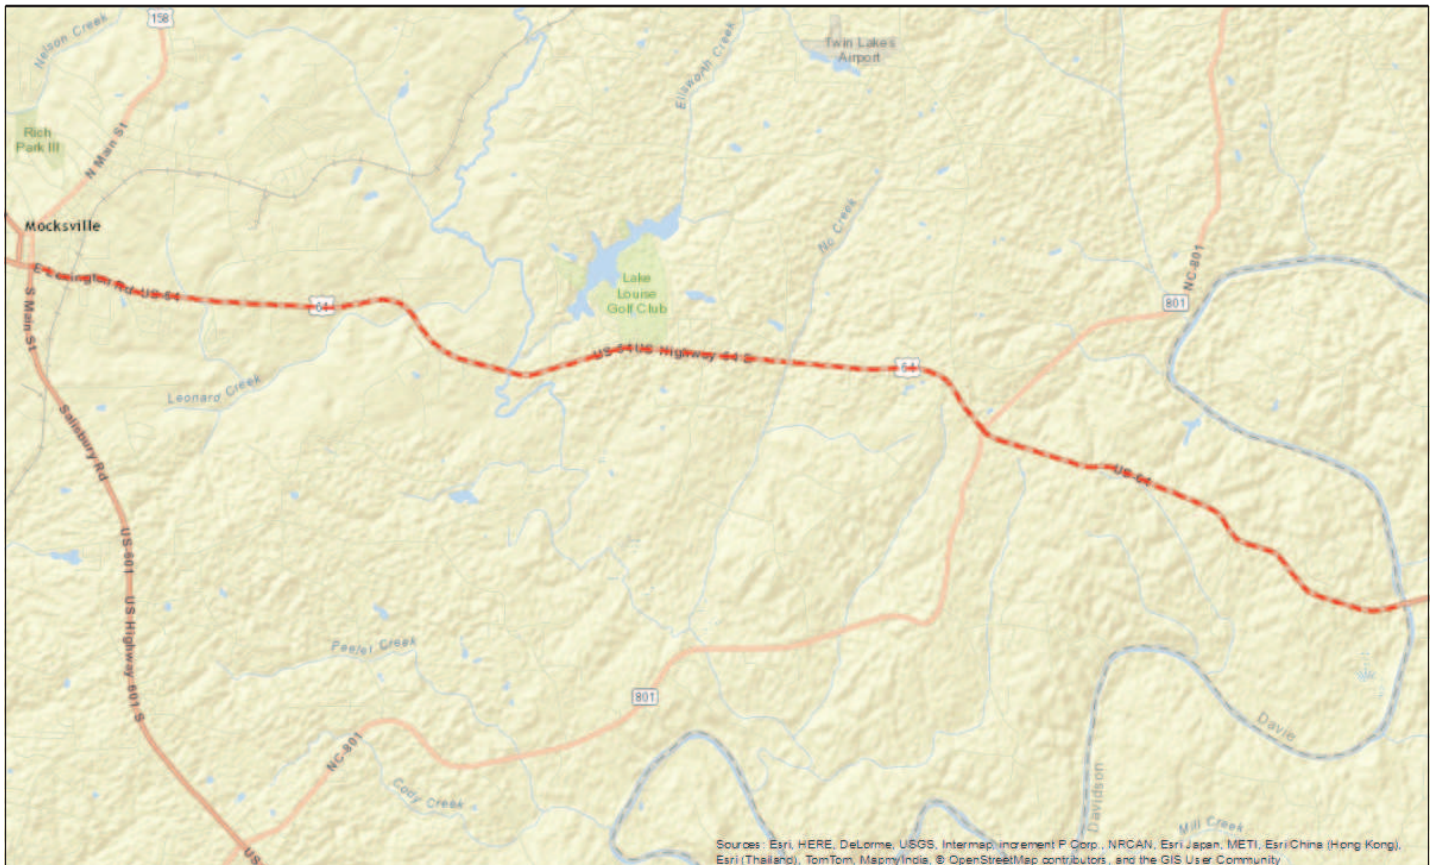 158
Nelson Creek
Ellsworth Creek
Twin Lakes
Airport
Rich
Park III
N Main St
Mocksville
No Creek
NC-801
E Lexington Rd
US-64
64
Lake
Louise
Golf Club
801
S Main St
US-64
US Highway 64 E
64
Leonard Creek
Salisbury Rd
US-64
US-601
US Highway 601 S
Peeler Creek
801
Davie
NC-801
Davidson
Cody Creek
Mill Creek
US-
Sources: Esri, HERE, DeLorme, USGS, Intermap, increment P Corp., NRCAN, Esri Japan, METI, Esri China (Hong Kong),
Esri (Thailand), TomTom, MapmyIndia, © OpenStreetMap contributors, and the GIS User Community